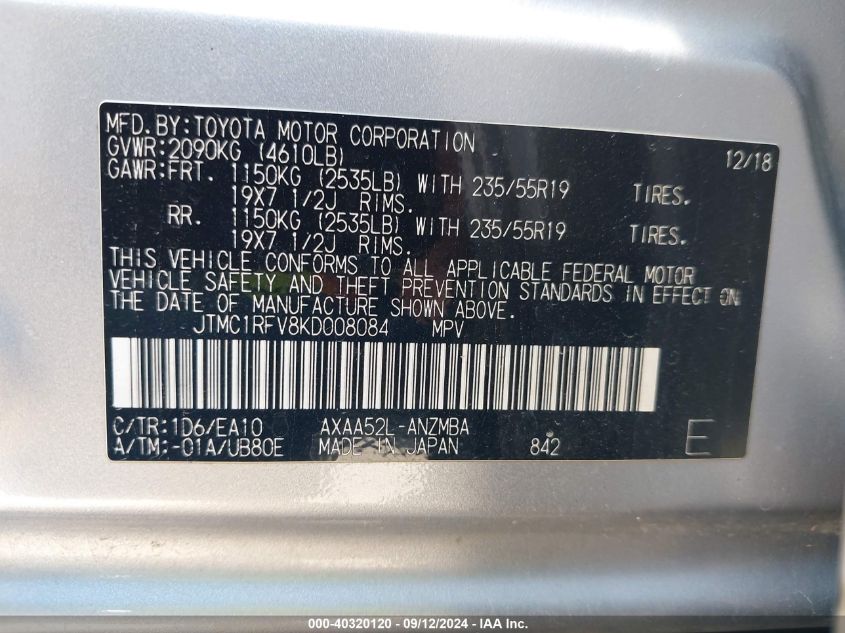 MFD.BY:TOYOTA MOTOR CORPORATION 12/18
GVWR:2090KG (4610LB)
GAWR:FRT. 1150KG (2535LB) WITH 235/55R19 TIRES.
19X7 1/2J RIMS.
RR. 1150KG (2535LB) WITH 235/55R19 TIRES.
19X7 1/2J RIMS.
THIS VEHICLE CONFORMS TO ALL APPLICABLE FEDERAL MOTOR
VEHICLE SAFETY AND THEFT PREVENTION STANDARDS IN EFFECT ON
THE DATE OF MANUFACTURE SHOWN ABOVE.
JTMC1RFV8KD008084 MPV
C/TR:1D6/EA10 AXAA52L-ANZMBA
A/TM:-01A/UB80E MADE IN JAPAN 842 E
000-40320120 - 09/12/2024 - IAA Inc.